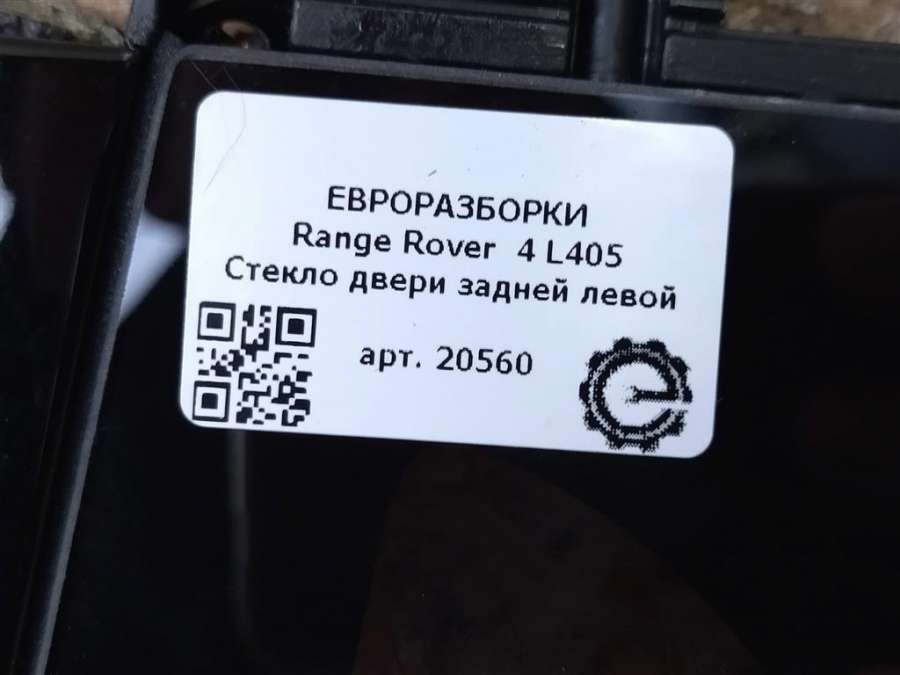 ЕВРОРАЗБОРКИ
Range Rover 4 L405
Стекло двери задней левой
арт. 20560